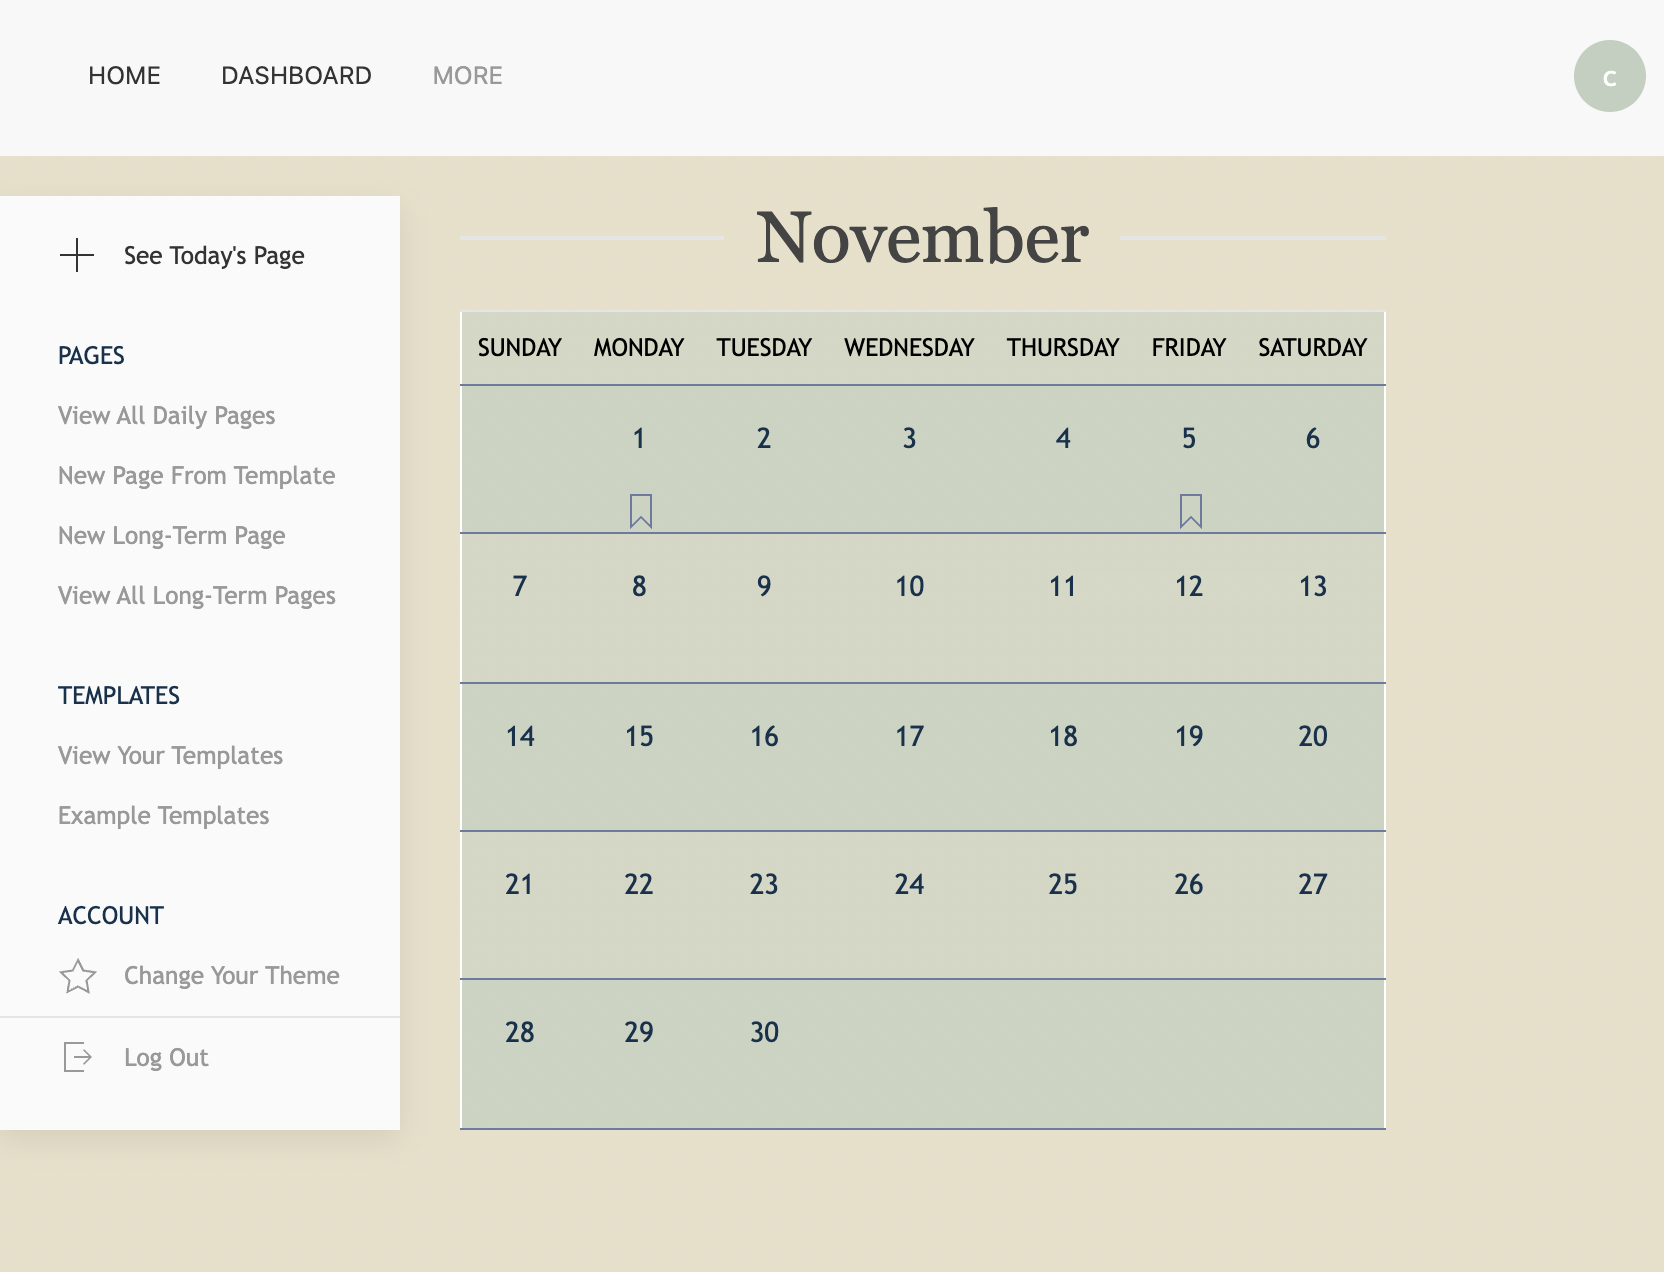 HOME DASHBOARD MORE
C
See Today's Page
PAGES
View All Daily Pages
New Page From Template
New Long-Term Page
View All Long-Term Pages
TEMPLATES
View Your Templates
Example Templates
ACCOUNT
Change Your Theme
Log Out
November
SUNDAY MONDAY TUESDAY WEDNESDAY THURSDAY FRIDAY SATURDAY
1 2 3 4 5 6
7 8 9 10 11 12 13
14 15 16 17 18 19 20
21 22 23 24 25 26 27
28 29 30